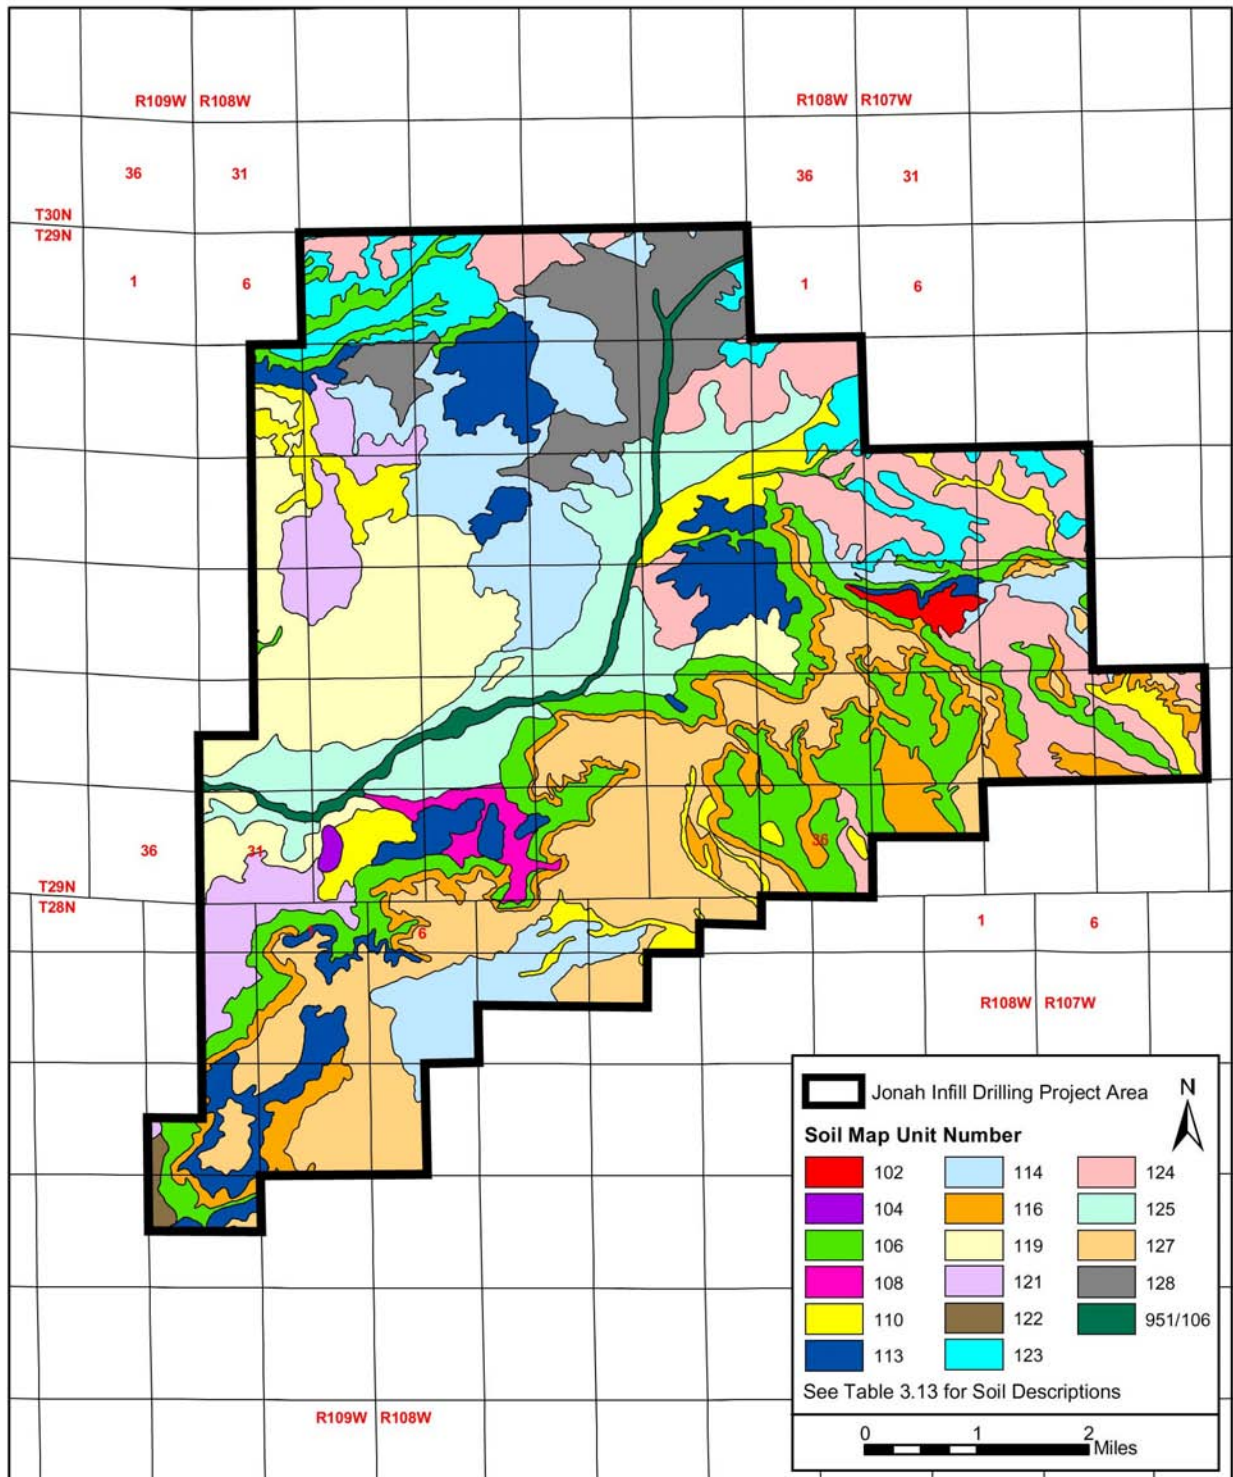 R109W R108W
R108W R107W
36 31
36 31
T30N
T29N
1 6
1 6
36 31
36
T29N
T28N
6
1 6
R108W R107W
Jonah Infill Drilling Project Area
N
Soil Map Unit Number
102 114 124
104 116 125
106 119 127
108 121 128
110 122 951/106
113 123
See Table 3.13 for Soil Descriptions
0 1 2
Miles
R109W R108W